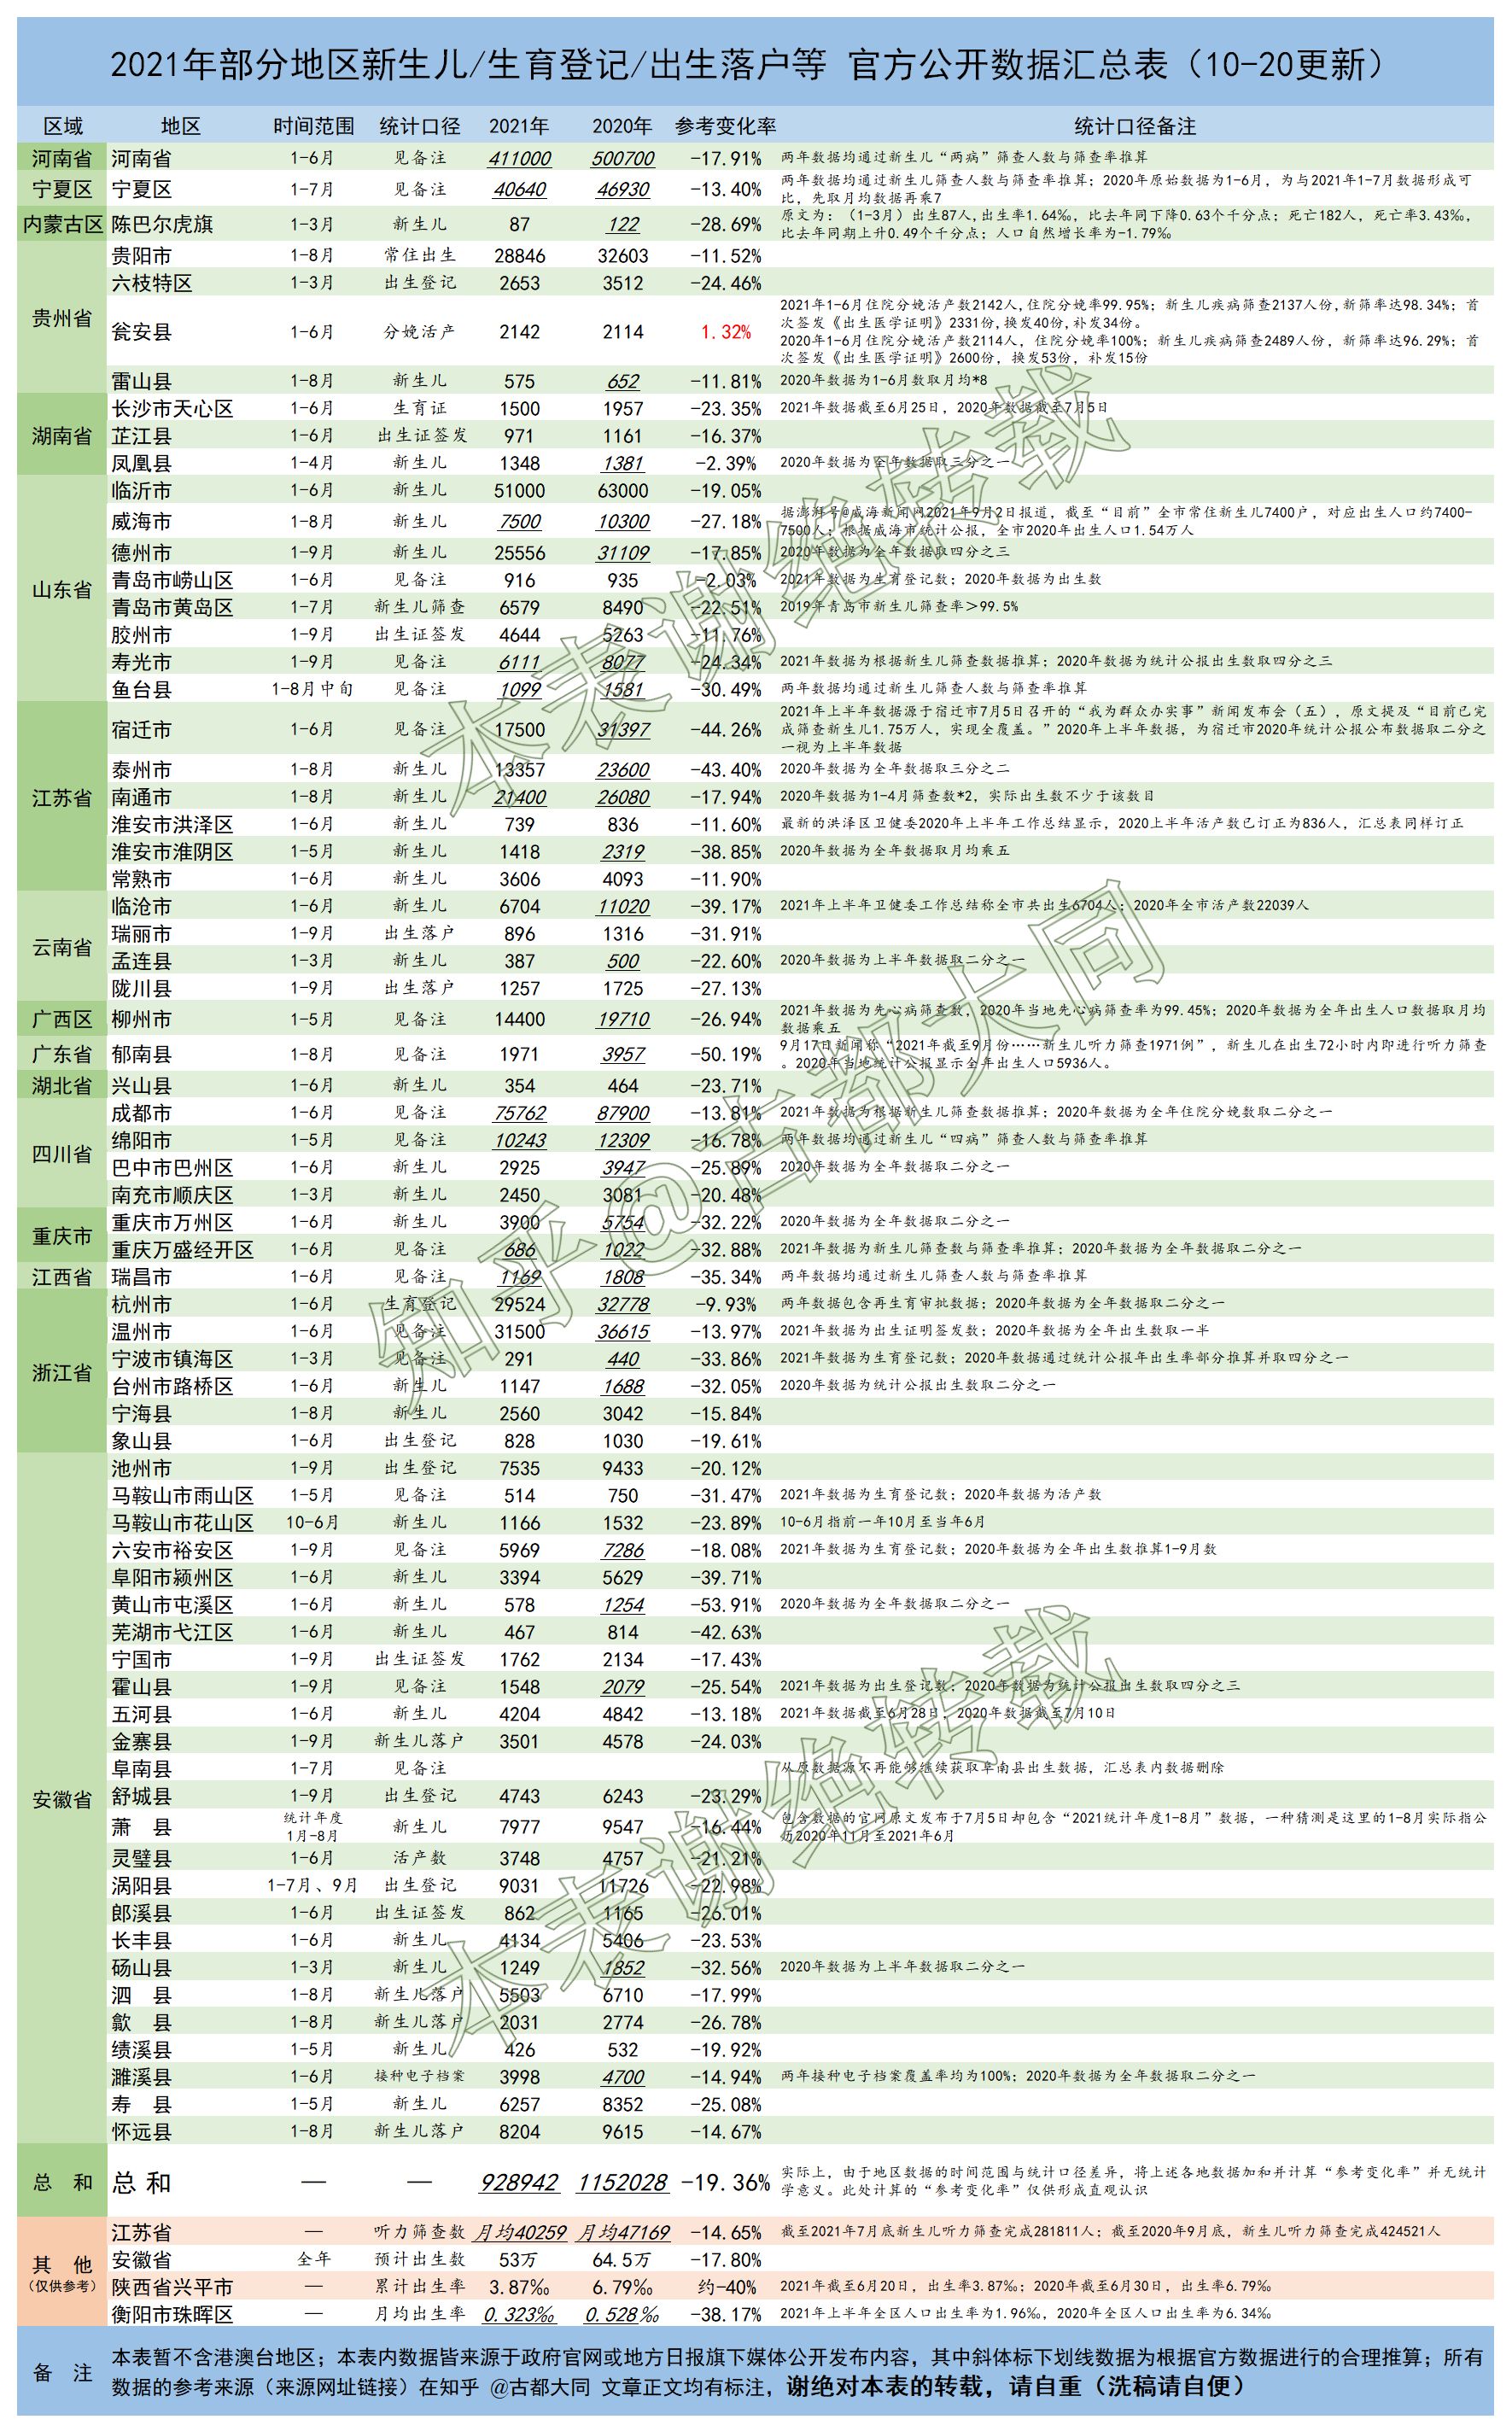 2021年部分地区新生儿/生育登记/出生落户等 官方公开数据汇总表（10-20更新）
区域 地区 时间范围 统计口径 2021年 2020年 参考变化率 统计口径备注
河南省 河南省 1-6月 见备注 411000 500700 -17.91% 两年数据均通过新生儿“两病”筛查人数与筛查率推算
宁夏区 宁夏区 1-7月 见备注 40640 46930 -13.40% 两年数据均通过新生儿筛查人数与筛查率推算；2020年原始数据为1-6月，为与2021年1-7月数据形成可
比，先取月均数据再乘7
内蒙古区 陈巴尔虎旗 1-3月 新生儿 87 122 -28.69% 原文为：（1-3月）出生87人,出生率1.64‰，比去年同下降0.63个千分点；死亡182人，死亡率3.43‰，
比去年同期上升0.49个千分点；人口自然增长率为-1.79‰
贵州省
贵阳市 1-8月 常住出生 28846 32603 -11.52%
六枝特区 1-3月 出生登记 2653 3512 -24.46%
瓮安县 1-6月 分娩活产 2142 2114 1.32% 2021年1-6月住院分娩活产数2142人,住院分娩率99.95%；新生儿疾病筛查2137人份,新筛率达98.34%；首
次签发《出生医学证明》2331份,换发40份,补发34份。
2020年1-6月住院分娩活产数2114人，住院分娩率100%；新生儿疾病筛查2489人份，新筛率达96.29%；首
次签发《出生医学证明》2600份，换发53份，补发15份
雷山县 1-8月 新生儿 575 652 -11.81% 2020年数据为1-6月数取月均*8
湖南省
长沙市天心区 1-6月 生育证 1500 1957 -23.35% 2021年数据截至6月25日，2020年数据截至7月5日
芷江县 1-6月 出生证签发 971 1161 -16.37%
凤凰县 1-4月 新生儿 1348 1381 -2.39% 2020年数据为全年数据取三分之一
山东省
临沂市 1-6月 新生儿 51000 63000 -19.05%
威海市 1-8月 新生儿 7500 10300 -27.18% 据澎湃号@威海新闻网2021年9月2日报道，截至“目前”全市常住新生儿7400户，对应出生人口约7400-
7500人；根据威海市统计公报，全市2020年出生人口1.54万人
德州市 1-9月 新生儿 25556 31109 -17.85% 2020年数据为全年数据取四分之三
青岛市崂山区 1-6月 见备注 916 935 -2.03% 2021年数据为生育登记数；2020年数据为出生数
青岛市黄岛区 1-7月 新生儿筛查 6579 8490 -22.51% 2019年青岛市新生儿筛查率＞99.5%
胶州市 1-9月 出生证签发 4644 5263 -11.76%
寿光市 1-9月 见备注 6111 8077 -24.34% 2021年数据为根据新生儿筛查数据推算；2020年数据为统计公报出生数取四分之三
鱼台县 1-8月中旬 见备注 1099 1581 -30.49% 两年数据均通过新生儿筛查人数与筛查率推算
江苏省
宿迁市 1-6月 见备注 17500 31397 -44.26% 2021年上半年数据源于宿迁市7月5日召开的“我为群众办实事”新闻发布会（五），原文提及“目前已完
成筛查新生儿1.75万人，实现全覆盖。”2020年上半年数据，为宿迁市2020年统计公报公布数据取二分之
一视为上半年数据
泰州市 1-8月 新生儿 13357 23600 -43.40% 2020年数据为全年数据取三分之二
南通市 1-8月 新生儿 21400 26080 -17.94% 2020年数据为1-4月筛查数*2，实际出生数不少于该数目
淮安市洪泽区 1-6月 新生儿 739 836 -11.60% 最新的洪泽区卫健委2020年上半年工作总结显示，2020上半年活产数已订正为836人，汇总表同样订正
淮安市淮阴区 1-5月 新生儿 1418 2319 -38.85% 2020年数据为全年数据取月均乘五
常熟市 1-6月 新生儿 3606 4093 -11.90%
云南省
临沧市 1-6月 新生儿 6704 11020 -39.17% 2021年上半年卫健委工作总结称全市共出生6704人；2020年全市活产数22039人
瑞丽市 1-9月 出生落户 896 1316 -31.91%
孟连县 1-3月 新生儿 387 500 -22.60% 2020年数据为上半年数据取二分之一
陇川县 1-9月 出生落户 1257 1725 -27.13%
广西区 柳州市 1-5月 见备注 14400 19710 -26.94% 2021年数据为先心病筛查数，2020年当地先心病筛查率为99.45%；2020年数据为全年出生人口数据取月均
数据乘五
广东省 郁南县 1-8月 见备注 1971 3957 -50.19% 9月17日新闻称“2021年截至9月份……新生儿听力筛查1971例”，新生儿在出生72小时内即进行听力筛查
。2020年当地统计公报显示全年出生人口5936人。
湖北省 兴山县 1-6月 新生儿 354 464 -23.71%
四川省
成都市 1-6月 见备注 75762 87900 -13.81% 2021年数据为根据新生儿筛查数据推算；2020年数据为全年住院分娩数取二分之一
绵阳市 1-5月 见备注 10243 12309 -16.78% 两年数据均通过新生儿“四病”筛查人数与筛查率推算
巴中市巴州区 1-6月 新生儿 2925 3947 -25.89% 2020年数据为全年数据取二分之一
南充市顺庆区 1-3月 新生儿 2450 3081 -20.48%
重庆市
重庆市万州区 1-6月 新生儿 3900 5754 -32.22% 2020年数据为全年数据取二分之一
重庆万盛经开区 1-6月 见备注 686 1022 -32.88% 2021年数据为新生儿筛查数与筛查率推算；2020年数据为全年数据取二分之一
江西省 瑞昌市 1-6月 见备注 1169 1808 -35.34% 两年数据均通过新生儿筛查人数与筛查率推算
浙江省
杭州市 1-6月 生育登记 29524 32778 -9.93% 两年数据包含再生育审批数据；2020年数据为全年数据取二分之一
温州市 1-6月 见备注 31500 36615 -13.97% 2021年数据为出生证明签发数；2020年数据为全年出生数取一半
宁波市镇海区 1-3月 见备注 291 440 -33.86% 2021年数据为生育登记数；2020年数据通过统计公报年出生率部分推算并取四分之一
台州市路桥区 1-6月 新生儿 1147 1688 -32.05% 2020年数据为统计公报出生数取二分之一
宁海县 1-8月 新生儿 2560 3042 -15.84%
象山县 1-6月 出生登记 828 1030 -19.61%
安徽省
池州市 1-9月 出生登记 7535 9433 -20.12%
马鞍山市雨山区 1-5月 见备注 514 750 -31.47% 2021年数据为生育登记数；2020年数据为活产数
马鞍山市花山区 10-6月 新生儿 1166 1532 -23.89% 10-6月指前一年10月至当年6月
六安市裕安区 1-9月 见备注 5969 7286 -18.08% 2021年数据为生育登记数；2020年数据为全年出生数推算1-9月数
阜阳市颍州区 1-6月 新生儿 3394 5629 -39.71%
黄山市屯溪区 1-6月 新生儿 578 1254 -53.91% 2020年数据为全年数据取二分之一
芜湖市弋江区 1-6月 新生儿 467 814 -42.63%
宁国市 1-9月 出生证签发 1762 2134 -17.43%
霍山县 1-9月 见备注 1548 2079 -25.54% 2021年数据为出生登记数；2020年数据为统计公报出生数取四分之三
五河县 1-6月 新生儿 4204 4842 -13.18% 2021年数据截至6月28日，2020年数据截至7月10日
金寨县 1-9月 新生儿落户 3501 4578 -24.03%
阜南县 1-7月 见备注 从原数据源不再能够继续获取阜南县出生数据，汇总表内数据删除
舒城县 1-9月 出生登记 4743 6243 -23.29%
萧 县 统计年度 1月-8月 新生儿 7977 9547 -16.44% 包含数据的官网原文发布于7月5日却包含“2021统计年度1-8月”数据，一种猜测是这里的1-8月实际指公
历2020年11月至2021年6月
灵璧县 1-6月 活产数 3748 4757 -21.21%
涡阳县 1-7月、9月 出生登记 9031 11726 -22.98%
郎溪县 1-6月 出生证签发 862 1165 -26.01%
长丰县 1-6月 新生儿 4134 5406 -23.53%
砀山县 1-3月 新生儿 1249 1852 -32.56% 2020年数据为上半年数据取二分之一
泗 县 1-8月 新生儿落户 5503 6710 -17.99%
歙 县 1-8月 新生儿落户 2031 2774 -26.78%
绩溪县 1-5月 新生儿 426 532 -19.92%
濉溪县 1-6月 接种电子档案 3998 4700 -14.94% 两年接种电子档案覆盖率均为100%；2020年数据为全年数据取二分之一
寿 县 1-5月 新生儿 6257 8352 -25.08%
怀远县 1-8月 新生儿落户 8204 9615 -14.67%
总 和 总 和 — — 928942 1152028 -19.36% 实际上，由于地区数据的时间范围与统计口径差异，将上述各地数据加和并计算“参考变化率”并无统计
学意义。此处计算的“参考变化率”仅供形成直观认识
其 他
（仅供参考）
江苏省 — 听力筛查数 月均40259 月均47169 -14.65% 截至2021年7月底新生儿听力筛查完成281811人；截至2020年9月底，新生儿听力筛查完成424521人
安徽省 全年 预计出生数 53万 64.5万 -17.80%
陕西省兴平市 — 累计出生率 3.87‰ 6.79‰ 约-40% 2021年截至6月20日，出生率3.87‰；2020年截至6月30日，出生率6.79‰
衡阳市珠晖区 — 月均出生率 0.323‰ 0.528‰ -38.17% 2021年上半年全区人口出生率为1.96‰，2020年全区人口出生率为6.34‰
备 注 本表暂不含港澳台地区；本表内数据皆来源于政府官网或地方日报旗下媒体公开发布内容，其中斜体标下划线数据为根据官方数据进行的合理推算；所有
数据的参考来源（来源网址链接）在知乎 @古都大同 文章正文均有标注，谢绝对本表的转载，请自重（洗稿请自便）
本表谢绝转载
知乎@古都大同
本表谢绝转载